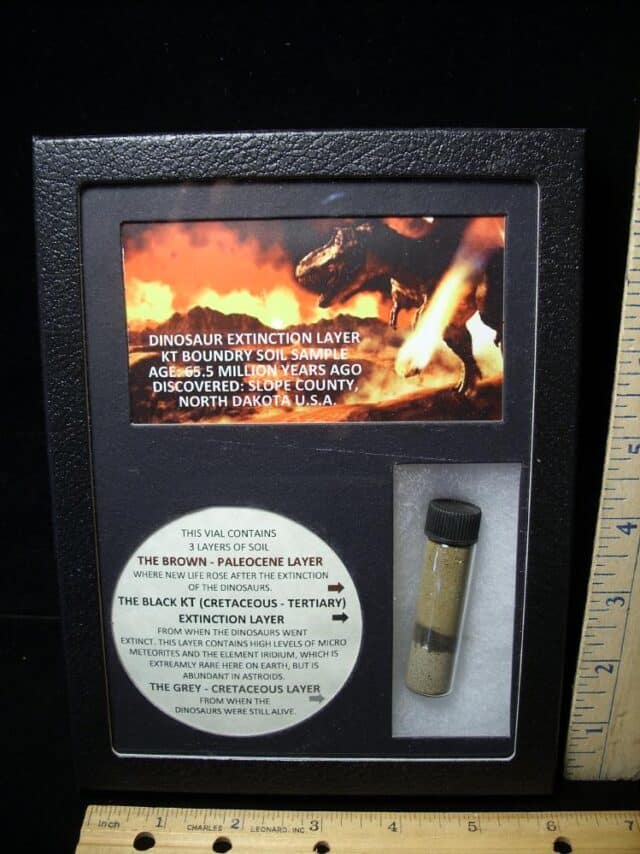 DINOSAUR EXTINCTION LAYER
KT BOUNDRY SOIL SAMPLE
AGE: 65.5 MILLION YEARS AGO
DISCOVERED: SLOPE COUNTY,
NORTH DAKOTA U.S.A.
THIS VIAL CONTAINS
3 LAYERS OF SOIL
THE BROWN - PALEOCENE LAYER
WHERE NEW LIFE ROSE AFTER THE EXTINCTION
OF THE DINOSAURS.
THE BLACK KT (CRETACEOUS - TERTIARY)
EXTINCTION LAYER
FROM WHEN THE DINOSAURS WENT
EXTINCT. THIS LAYER CONTAINS HIGH LEVELS OF MICRO
METEORITES AND THE ELEMENT IRIDIUM, WHICH IS
EXTREAMLY RARE HERE ON EARTH, BUT IS
ABUNDANT IN ASTROIDS.
THE GREY - CRETACEOUS LAYER
FROM WHEN THE
DINOSAURS WERE STILL ALIVE.
5
4
3
2
1
inch 1 2 3 4 5 6 7
CHARLES LEONARD, INC